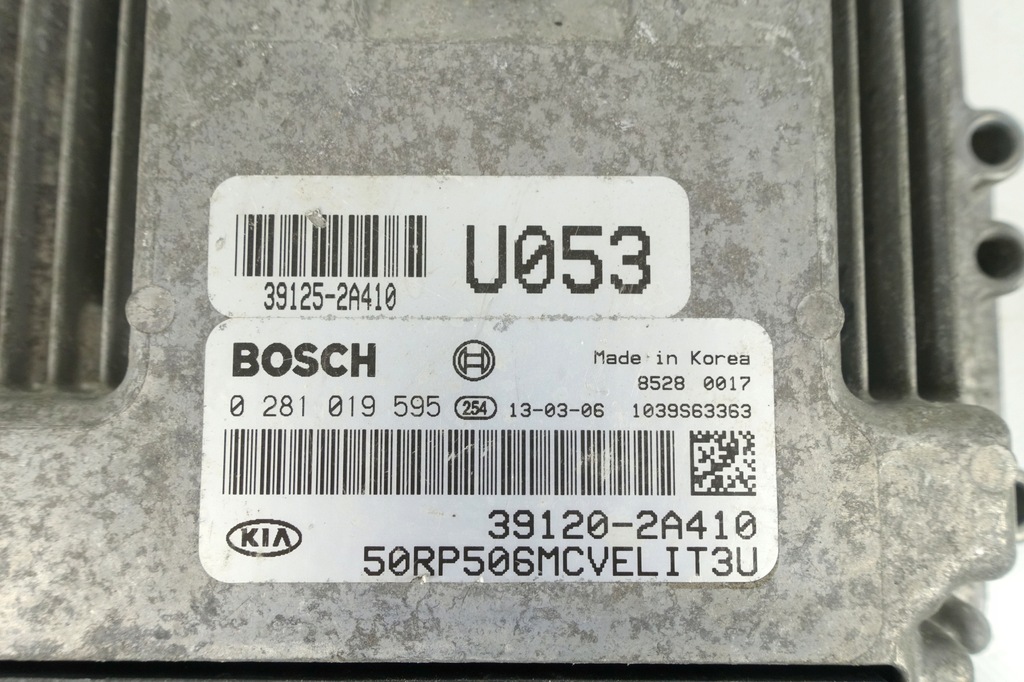 U053
39125-2A410
BOSCH
Made in Korea
8528 0017
0 281 019 595 254 13-03-06 1039S63363
KIA
39120-2A410
50RP506MCVELIT3U